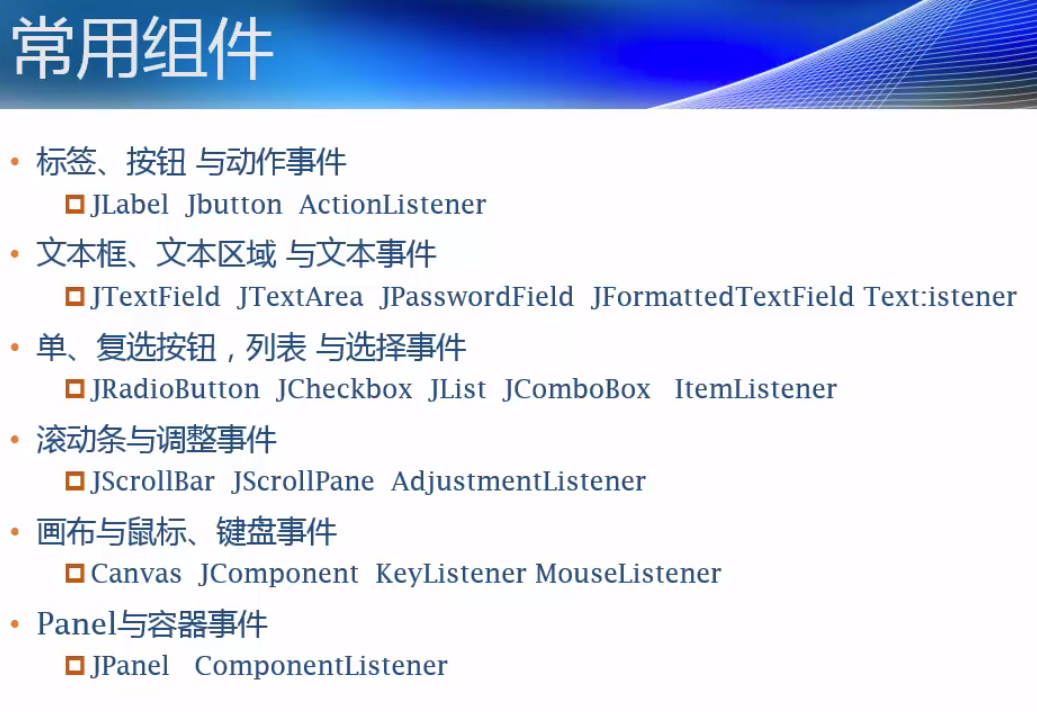 常用组件
• 标签、按钮 与动作事件
JLabel Jbutton ActionListener
• 文本框、文本区域 与文本事件
JTextField JTextArea JPasswordField JFormattedTextField Text:istener
• 单、复选按钮，列表 与选择事件
JRadioButton JCheckbox JList JComboBox ItemListener
• 滚动条与调整事件
JScrollBar JScrollPane AdjustmentListener
• 画布与鼠标、键盘事件
Canvas JComponent KeyListener MouseListener
• Panel与容器事件
JPanel ComponentListener